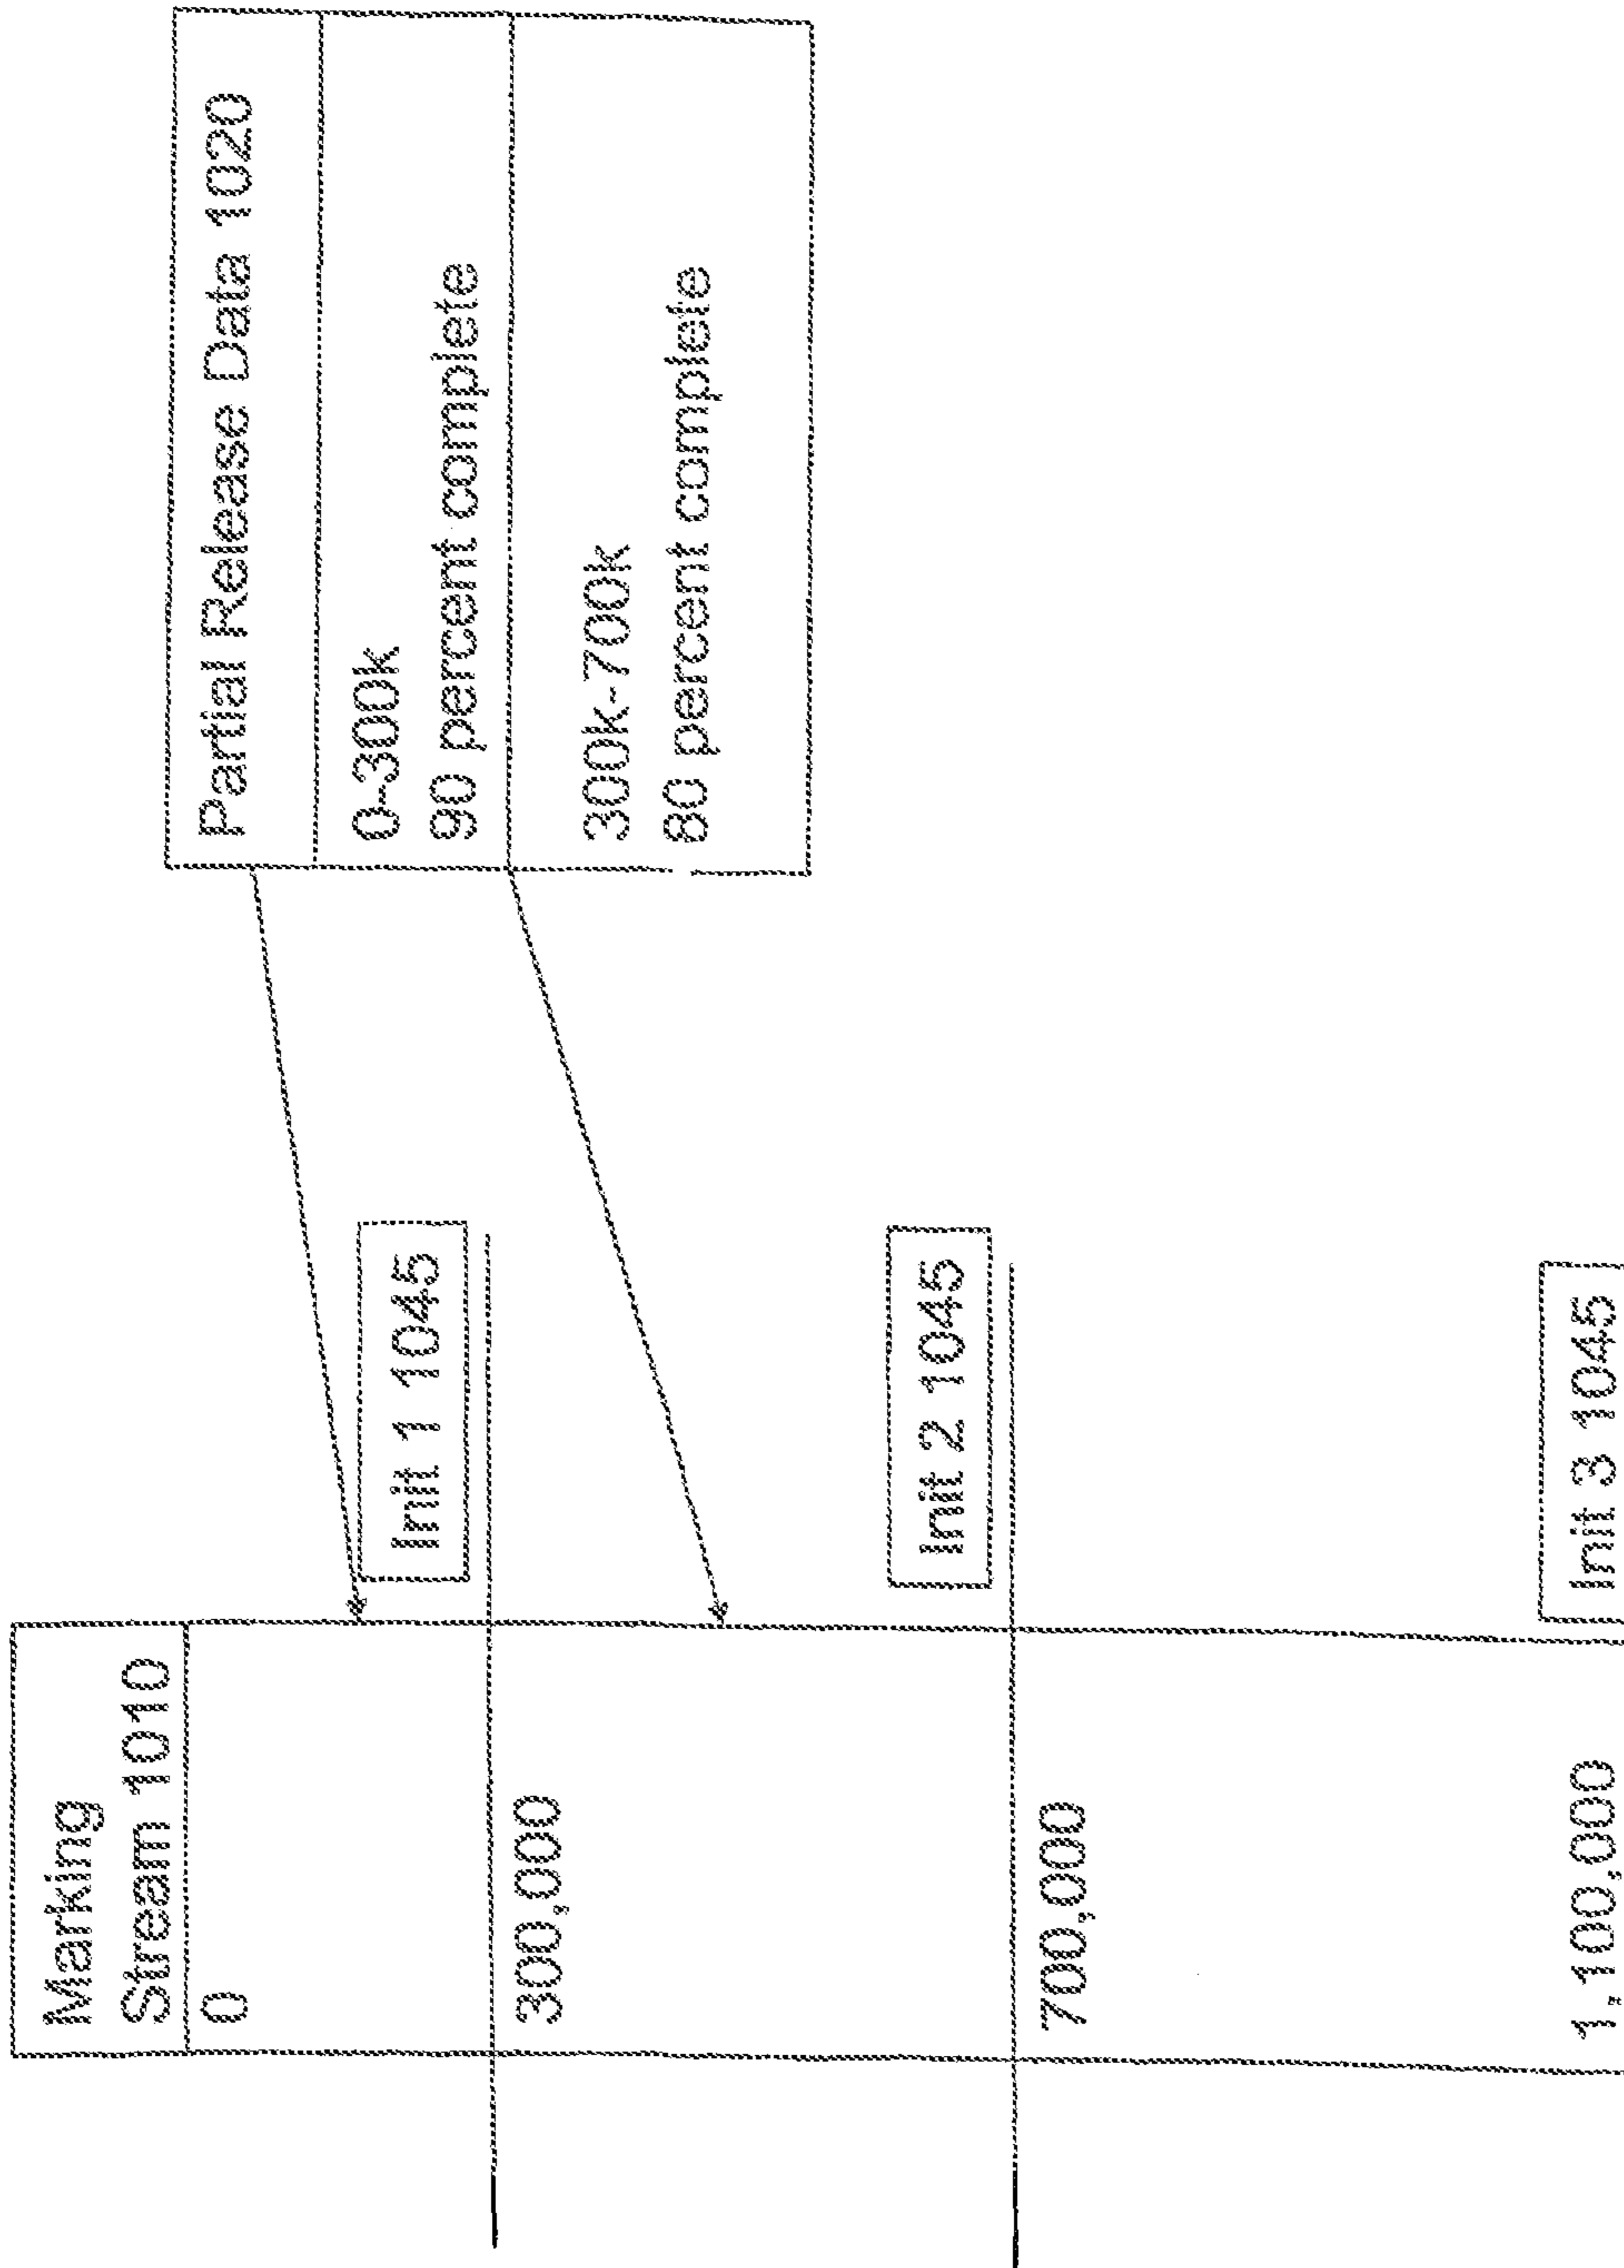 Marking
Stream 1010
0
300,000
700,000
1,100,000
Init 1 1045
Init 2 1045
Init 3 1045
Partial Release Data 1020
0-300k
90 percent complete
300k-700k
80 percent complete